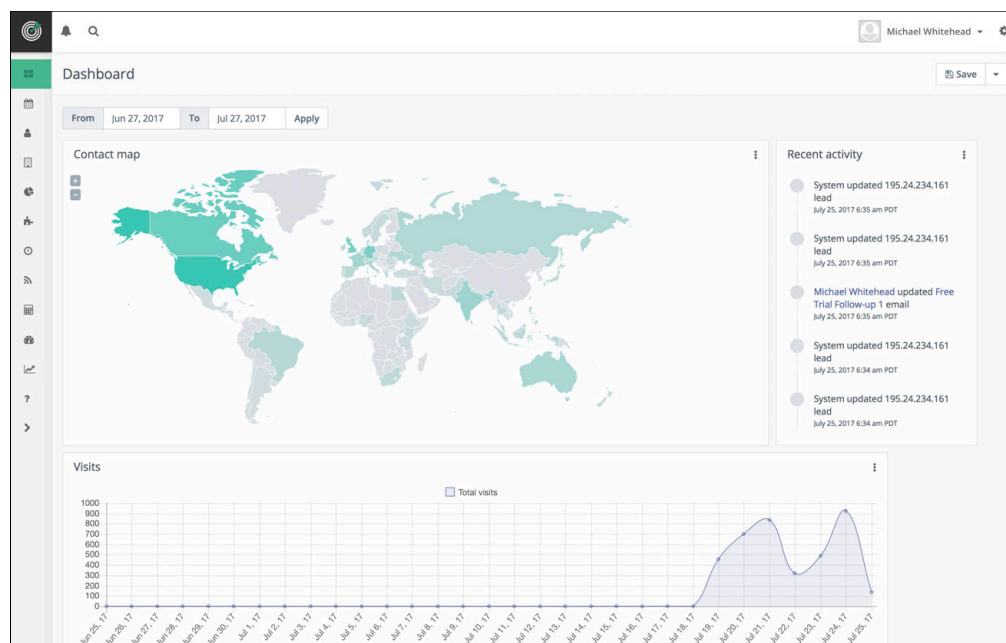 Michael Whitehead
Dashboard
Save
From Jun 27, 2017 To Jul 27, 2017 Apply
Contact map
+
−
Recent activity
System updated 195.24.234.161
lead
July 25, 2017 6:35 am PDT
System updated 195.24.234.161
lead
July 25, 2017 6:35 am PDT
Michael Whitehead updated Free
Trial Follow-up 1 email
July 25, 2017 6:35 am PDT
System updated 195.24.234.161
lead
July 25, 2017 6:34 am PDT
System updated 195.24.234.161
lead
July 25, 2017 6:34 am PDT
?
Visits
Total visits
1000
900
800
700
600
500
400
300
200
100
0
Jun 25, 17
Jun 26, 17
Jun 27, 17
Jun 28, 17
Jun 29, 17
Jun 30, 17
Jul 1, 17
Jul 2, 17
Jul 3, 17
Jul 4, 17
Jul 5, 17
Jul 6, 17
Jul 7, 17
Jul 8, 17
Jul 9, 17
Jul 10, 17
Jul 11, 17
Jul 12, 17
Jul 13, 17
Jul 14, 17
Jul 15, 17
Jul 16, 17
Jul 17, 17
Jul 18, 17
Jul 19, 17
Jul 20, 17
Jul 21, 17
Jul 22, 17
Jul 23, 17
Jul 24, 17
Jul 25, 17